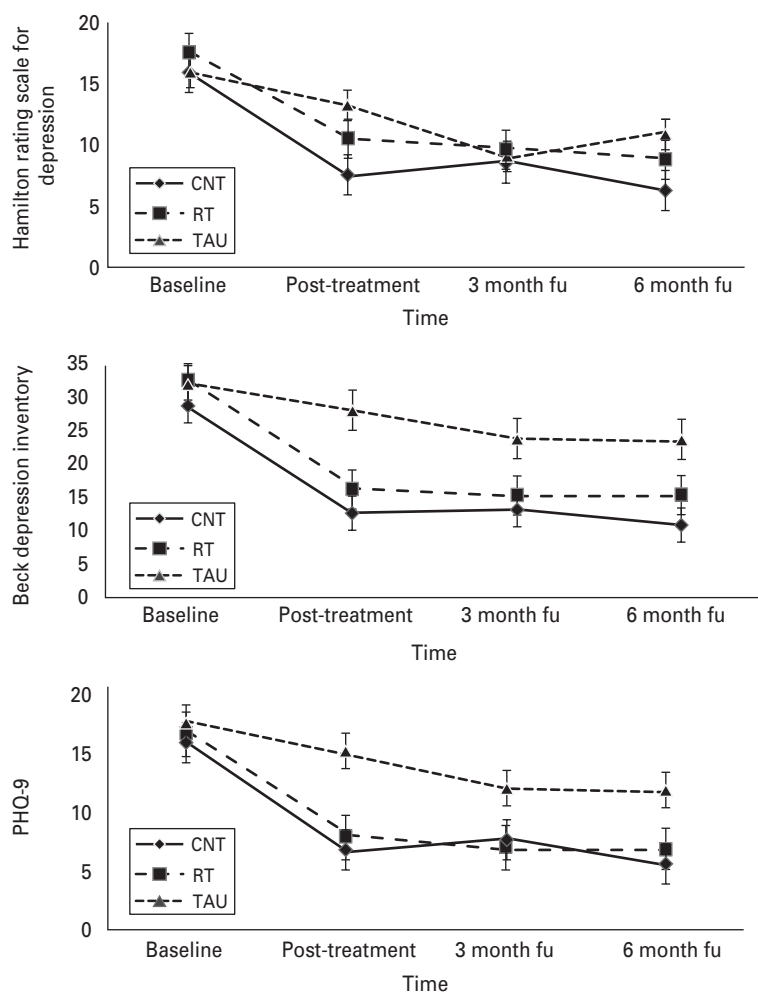 Hamilton rating scale for
depression
20
15
10
5
0
CNT
RT
TAU
Baseline Post-treatment 3 month fu 6 month fu
Time
Beck depression inventory
35
30
25
20
15
10
5
0
CNT
RT
TAU
Baseline Post-treatment 3 month fu 6 month fu
Time
PHQ-9
20
15
10
5
0
CNT
RT
TAU
Baseline Post-treatment 3 month fu 6 month fu
Time